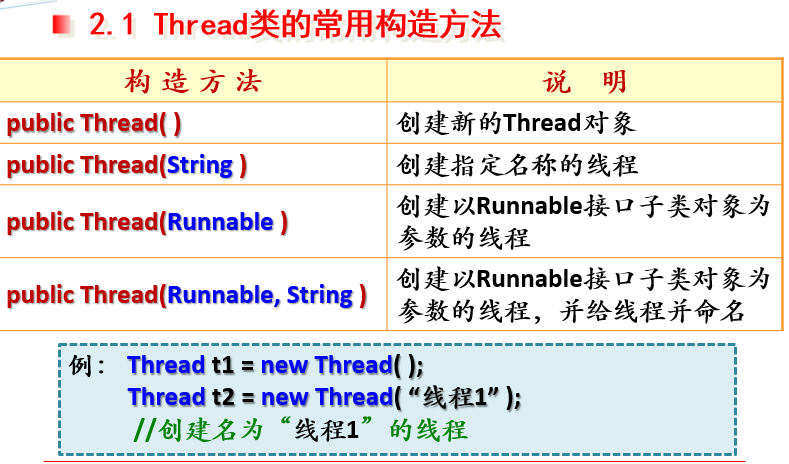 2.1 Thread类的常用构造方法
构 造 方 法
说 明
public Thread( )
创建新的Thread对象
public Thread(String )
创建指定名称的线程
public Thread(Runnable )
创建以Runnable接口子类对象为
参数的线程
public Thread(Runnable, String )
创建以Runnable接口子类对象为
参数的线程，并给线程并命名
例： Thread t1 = new Thread( );
Thread t2 = new Thread( “线程1” );
//创建名为“线程1”的线程